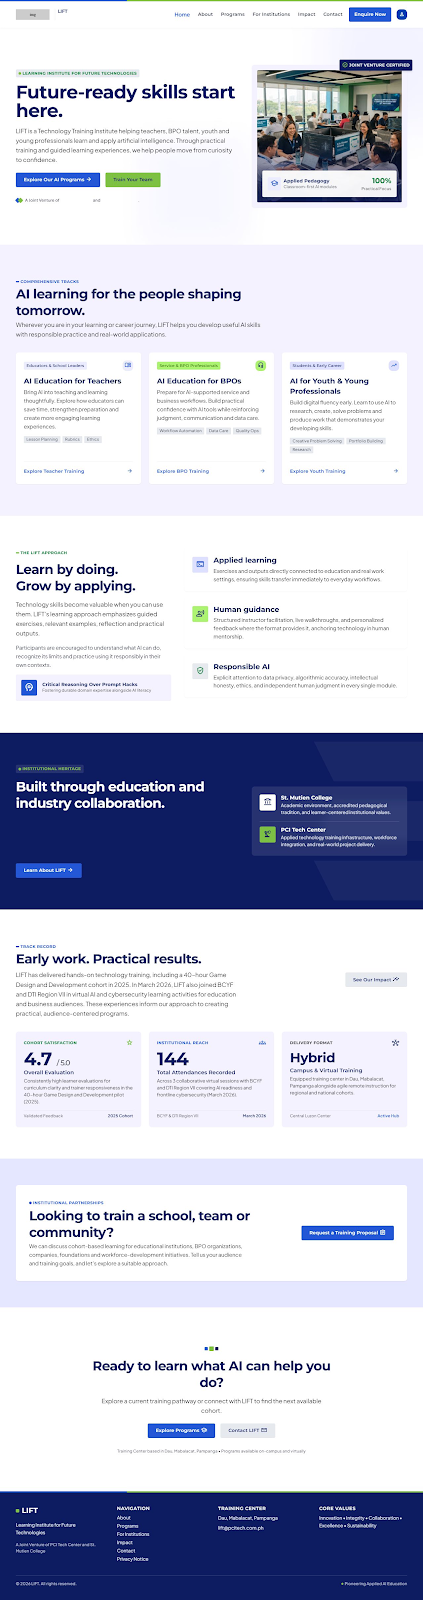 LIFT
Home
About
Programs
For Institutions
Impact
Contact
Enquire Now
LEARNING INSTITUTE FOR FUTURE TECHNOLOGIES
Future-ready skills start
here.
LIFT is a Technology Training Institute helping teachers, BPO talent, youth and
young professionals learn and apply artificial intelligence. Through practical
training and guided learning experiences, we help people move from curiosity
to confidence.
Explore Our AI Programs
Train Your Team
A Joint Venture of
and
JOINT VENTURE CERTIFIED
Applied Pedagogy
Classroom-first AI modules
100%
Practical Focus
COMPREHENSIVE TRACKS
AI learning for the people shaping
tomorrow.
Wherever you are in your learning or career journey, LIFT helps you develop useful AI skills
with responsible practice and real-world applications.
Educators & School Leaders
AI Education for Teachers
Bring AI into teaching and learning
thoughtfully. Explore how educators can
save time, strengthen preparation and
create more engaging learning
experiences.
Lesson Planning
Rubrics
Ethics
Explore Teacher Training
Service & BPO Professionals
AI Education for BPOs
Prepare for AI-supported service and
business workflows. Build practical
confidence with AI tools while reinforcing
judgment, communication and data care.
Workflow Automation
Data Care
Quality Ops
Explore BPO Training
Students & Early Career
AI for Youth & Young
Professionals
Build digital fluency early. Learn to use AI to
research, create, solve problems and
produce work that demonstrates your
developing skills.
Creative Problem Solving
Portfolio Building
Research
Explore Youth Training
THE LIFT APPROACH
Learn by doing.
Grow by applying.
Technology skills become valuable when you can use
them. LIFT's learning approach emphasizes guided
exercises, relevant examples, reflection and practical
outputs.
Participants are encouraged to understand what AI can do,
recognize its limits and practice using it responsibly in their
own contexts.
Critical Reasoning Over Prompt Hacks
Fostering durable domain expertise alongside AI literacy
Applied learning
Exercises and outputs directly connected to education and real work
settings, ensuring skills transfer immediately to everyday workflows.
Human guidance
Structured instructor facilitation, live walkthroughs, and personalized
feedback where the format provides it, anchoring technology in human
mentorship.
Responsible AI
Explicit attention to data privacy, algorithmic accuracy, intellectual
honesty, ethics, and independent human judgment in every single module.
INSTITUTIONAL HERITAGE
Built through education and
industry collaboration.
Learn About LIFT
St. Mutien College
Academic environment, accredited pedagogical
tradition, and learner-centered institutional values.
PCI Tech Center
Applied technology training infrastructure, workforce
integration, and real-world project delivery.
TRACK RECORD
Early work. Practical results.
LIFT has delivered hands-on technology training, including a 40-hour Game
Design and Development cohort in 2025. In March 2026, LIFT also joined BCYF
and DTI Region VII in virtual AI and cybersecurity learning activities for education
and business audiences. These experiences inform our approach to creating
practical, audience-centered programs.
See Our Impact
COHORT SATISFACTION
4.7 / 5.0
Overall Evaluation
Consistently high learner evaluations for
curriculum clarity and trainer responsiveness in the
40-hour Game Design and Development pilot
(2025).
Validated Feedback
2025 Cohort
INSTITUTIONAL REACH
144
Total Attendances Recorded
Across 3 collaborative virtual sessions with BCYF
and DTI Region VII covering AI readiness and
frontline cybersecurity (March 2026).
BCYF & DTI Region VII
March 2026
DELIVERY FORMAT
Hybrid
Campus & Virtual Training
Equipped training center in Dau, Mabalacat,
Pampanga alongside agile remote instruction for
regional and national cohorts.
Central Luzon Center
Active Hub
INSTITUTIONAL PARTNERSHIPS
Looking to train a school, team or
community?
We can discuss cohort-based learning for educational institutions, BPO organizations,
companies, foundations and workforce-development initiatives. Tell us your audience
and training goals, and let's explore a suitable approach.
Request a Training Proposal
Ready to learn what AI can help you
do?
Explore a current training pathway or connect with LIFT to find the next available
cohort.
Explore Programs
Contact LIFT
Training Center based in Dau, Mabalacat, Pampanga • Programs available on-campus and virtually.
LIFT
Learning Institute for Future
Technologies
A Joint Venture of PCI Tech Center and St.
Mutien College
NAVIGATION
About
Programs
For Institutions
Impact
Contact
Privacy Notice
TRAINING CENTER
Dau, Mabalacat, Pampanga
lift@pcitech.com.ph
CORE VALUES
Innovation • Integrity • Collaboration •
Excellence • Sustainability
© 2026 LIFT. All rights reserved.
Pioneering Applied AI Education